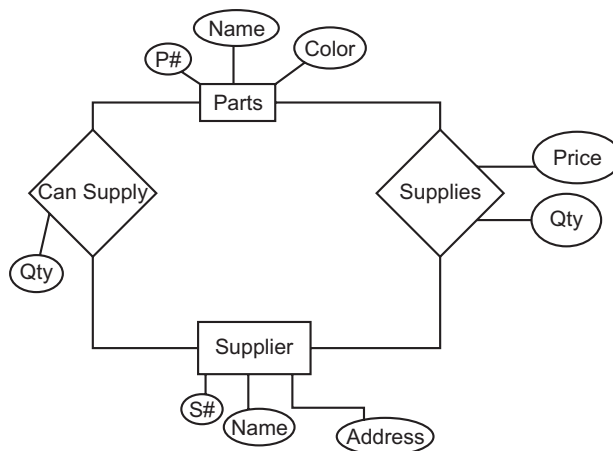 Name
P#
Color
Parts
Can Supply
Supplies
Price
Qty
Qty
Supplier
S#
Name
Address